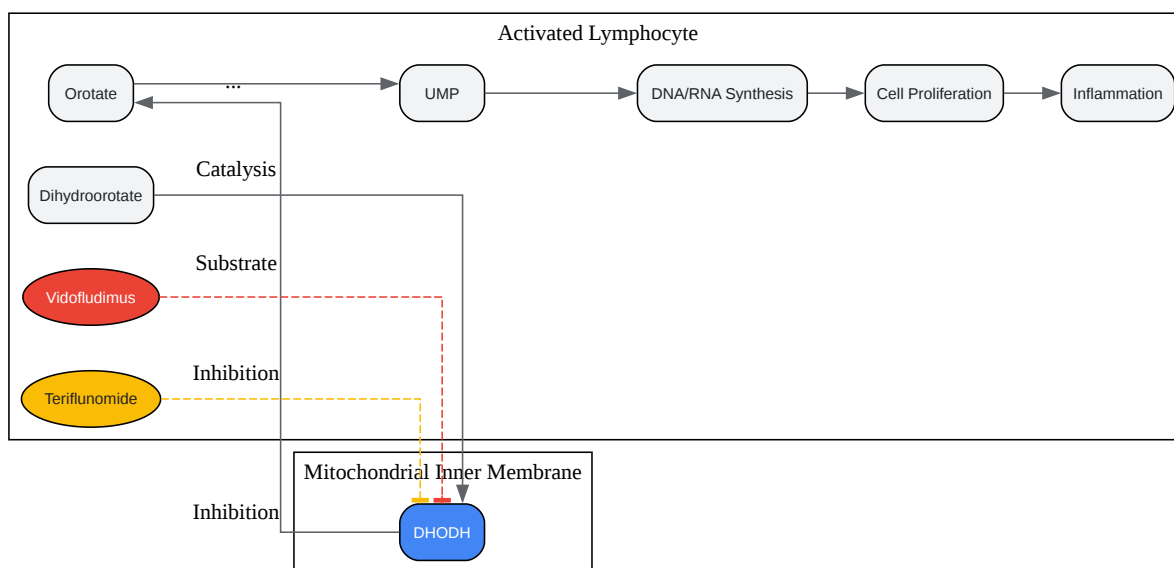 Activated Lymphocyte
Orotate
...
UMP
DNA/RNA Synthesis
Cell Proliferation
Inflammation
Catalysis
Dihydroorotate
Substrate
Vidofludimus
Inhibition
Teriflunomide
Mitochondrial Inner Membrane
Inhibition
DHODH